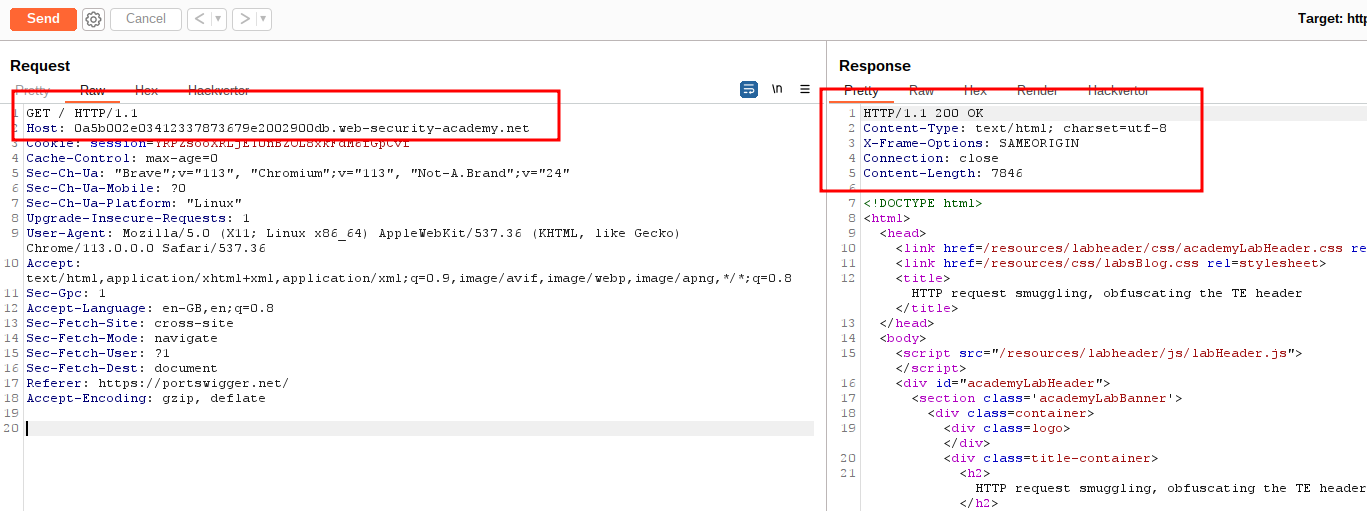 Send Cancel < > Target: http
Request
Pretty Raw Hex Hackvertor \n
1 GET / HTTP/1.1
2 Host: 0a5b002e03412337873679e2002900db.web-security-academy.net
3 Cookie:
4 Cache-Control: max-age=0
5 Sec-Ch-Ua: "Brave";v="113", "Chromium";v="113", "Not-A.Brand";v="24"
6 Sec-Ch-Ua-Mobile: ?0
7 Sec-Ch-Ua-Platform: "Linux"
8 Upgrade-Insecure-Requests: 1
9 User-Agent: Mozilla/5.0 (X11; Linux x86_64) AppleWebKit/537.36 (KHTML, like Gecko)
Chrome/113.0.0.0 Safari/537.36
10 Accept:
text/html,application/xhtml+xml,application/xml;q=0.9,image/avif,image/webp,image/apng,*/*;q=0.8
11 Sec-Gpc: 1
12 Accept-Language: en-GB,en;q=0.8
13 Sec-Fetch-Site: cross-site
14 Sec-Fetch-Mode: navigate
15 Sec-Fetch-User: ?1
16 Sec-Fetch-Dest: document
17 Referer: https://portswigger.net/
18 Accept-Encoding: gzip, deflate
19
20
Response
Pretty Raw Hex Hackvertor
1 HTTP/1.1 200 OK
2 Content-Type: text/html; charset=utf-8
3 X-Frame-Options: SAMEORIGIN
4 Connection: close
5 Content-Length: 7846
6
7 <!DOCTYPE html>
8 <html>
9 <head>
10 <link href=/resources/labheader/css/academyLabHeader.css re
11 <link href=/resources/css/labsBlog.css rel=stylesheet>
12 <title>
HTTP request smuggling, obfuscating the TE header
</title>
13 </head>
14 <body>
15 <script src="/resources/labheader/js/labHeader.js">
</script>
16 <div id="academyLabHeader">
17 <section class='academyLabBanner'>
18 <div class=container>
19 <div class=logo>
</div>
20 <div class=title-container>
21 <h2>
HTTP request smuggling, obfuscating the TE header
</h2>